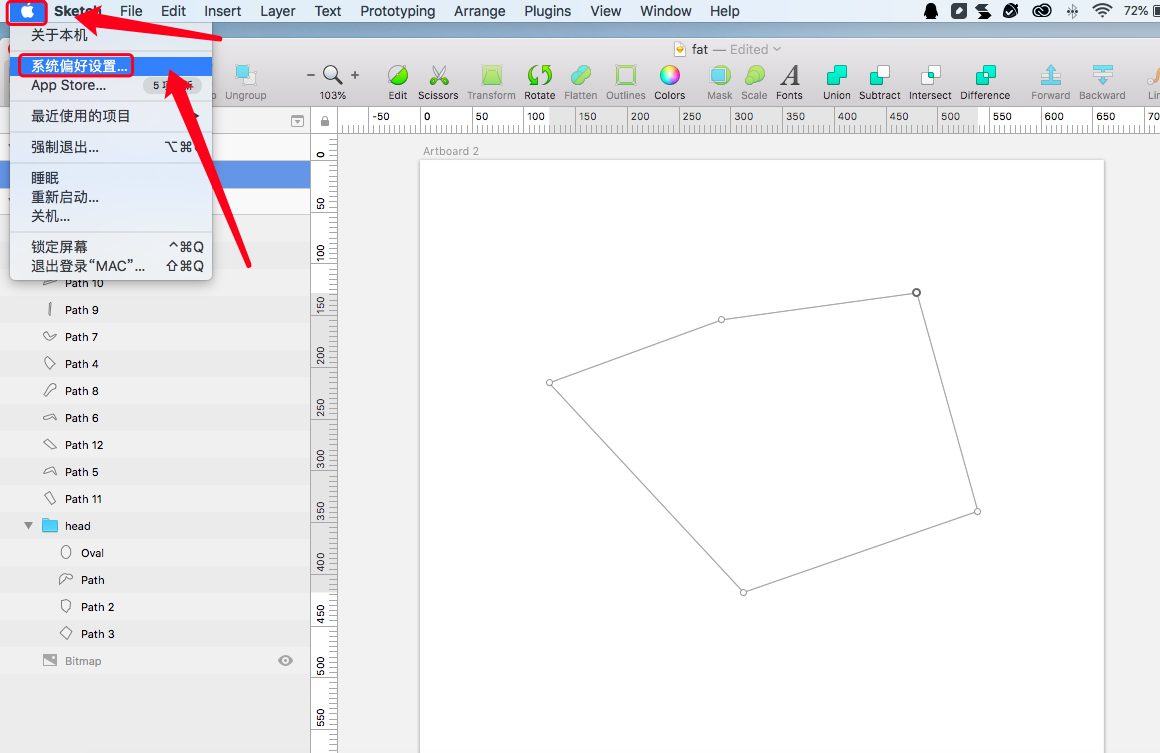 Sketch File Edit Insert Layer Text Prototyping Arrange Plugins View Window Help 72%
关于本机
系统偏好设置...
App Store...
最近使用的项目
强制退出... ⌥⌘
睡眠
重新启动...
关机...
锁定屏幕 ^⌘Q
退出登录“MAC”... ⇧⌘Q
fat — Edited
Ungroup 103% Edit Scissors Transform Rotate Flatten Outlines Colors Mask Scale Fonts Union Subtract Intersect Difference Forward Backward
-50 0 50 100 150 200 250 300 350 400 450 500 550 600 650
Artboard 2
0
50
100
150
200
250
300
350
400
450
500
550
Path 10
Path 9
Path 7
Path 4
Path 8
Path 6
Path 12
Path 5
Path 11
head
Oval
Path
Path 2
Path 3
Bitmap